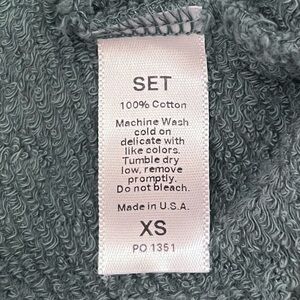 SET
100% Cotton
Machine Wash
cold on
delicate with
like colors.
Tumble dry
low, remove
promptly.
Do not bleach.
Made in U.S.A.
XS
PO 1351